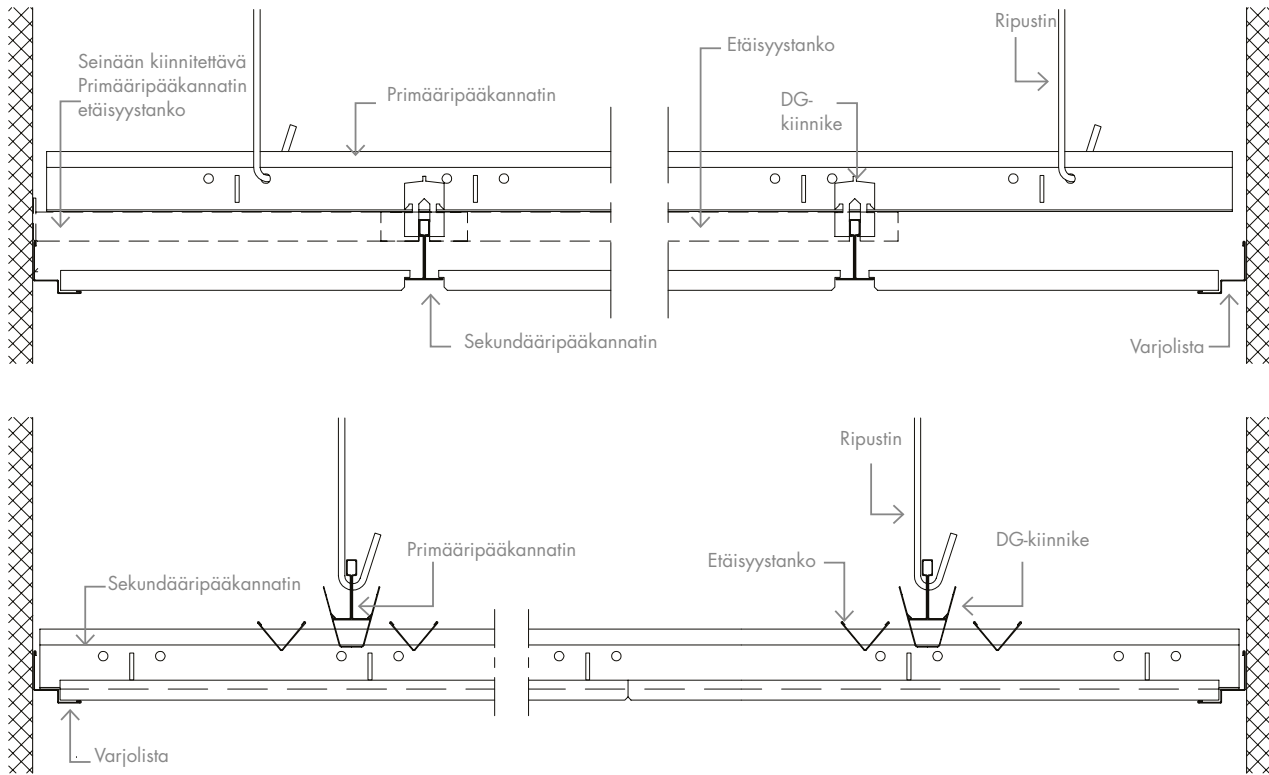 Seinään kiinnitettävä
Primääripääkannatin
etäisyystanko
Primääripääkannatin
Etäisyystanko
DG-
kiinnike
Ripustin
Sekundääripääkannatin
Varjolista
Sekundääripääkannatin
Primääripääkannatin
Ripustin
Etäisyystanko
DG-kiinnike
Varjolista